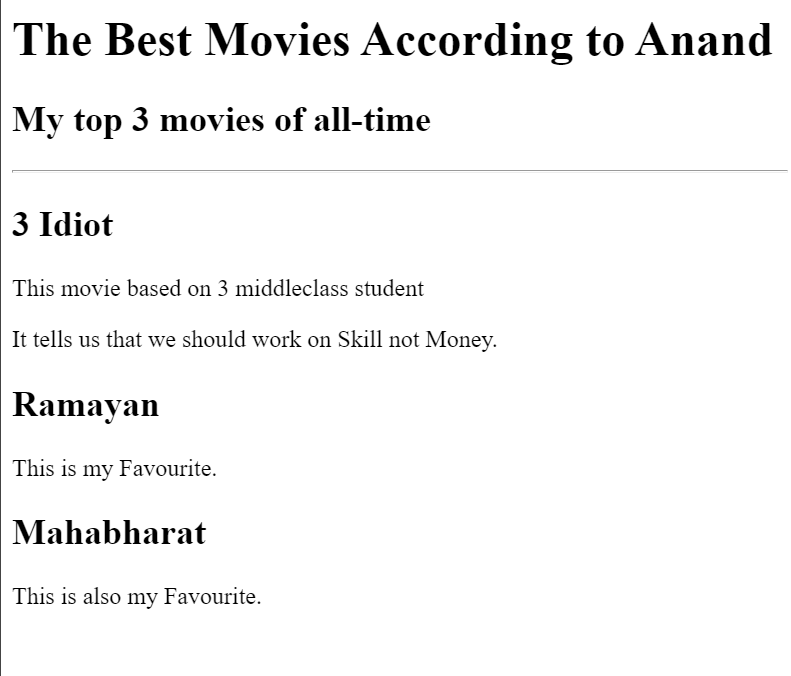 The Best Movies According to Anand
My top 3 movies of all-time
3 Idiot
This movie based on 3 middleclass student
It tells us that we should work on Skill not Money.
Ramayan
This is my Favourite.
Mahabharat
This is also my Favourite.